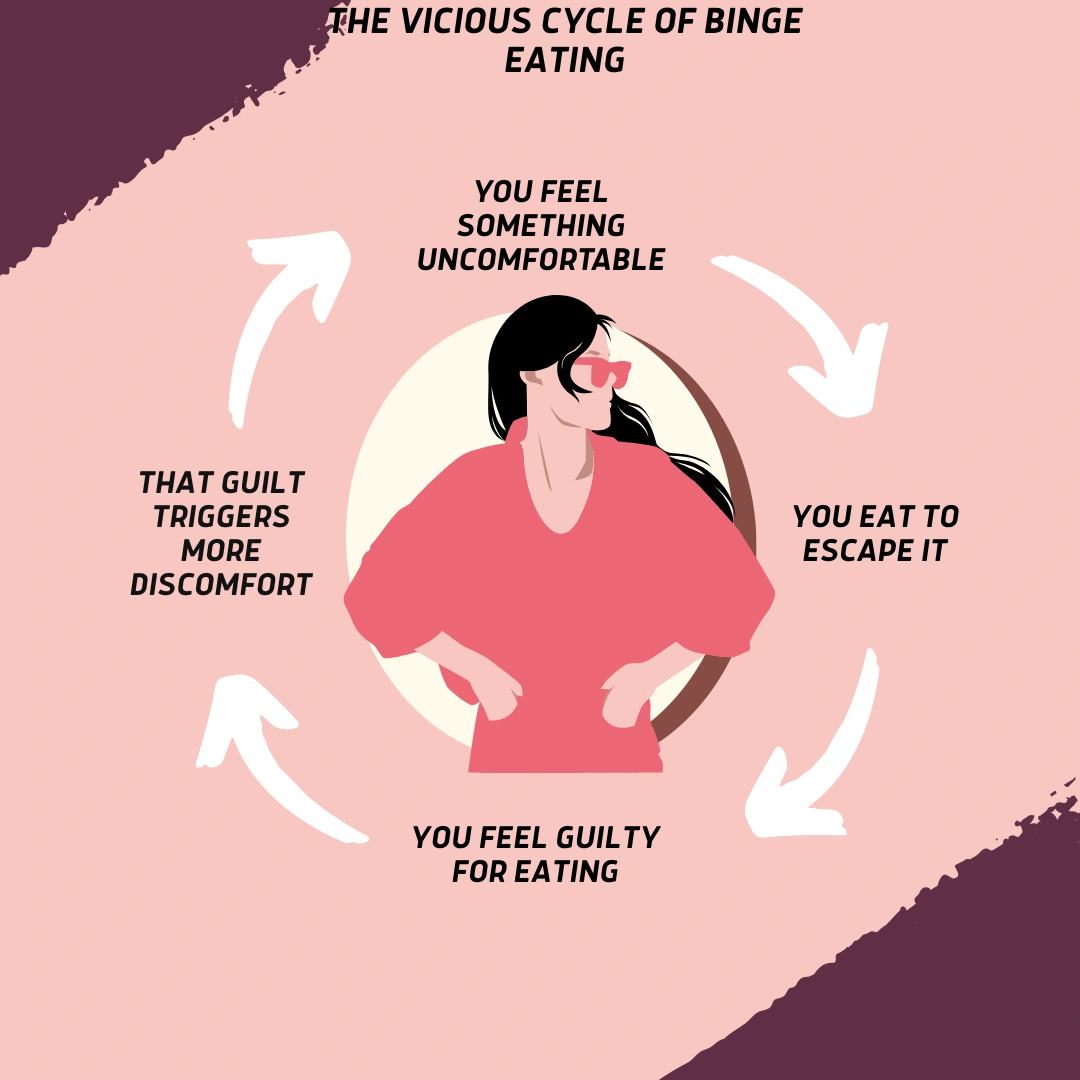 THE VICIOUS CYCLE OF BINGE
EATING
YOU FEEL
SOMETHING
UNCOMFORTABLE
YOU EAT TO
ESCAPE IT
YOU FEEL GUILTY
FOR EATING
THAT GUILT
TRIGGERS
MORE
DISCOMFORT